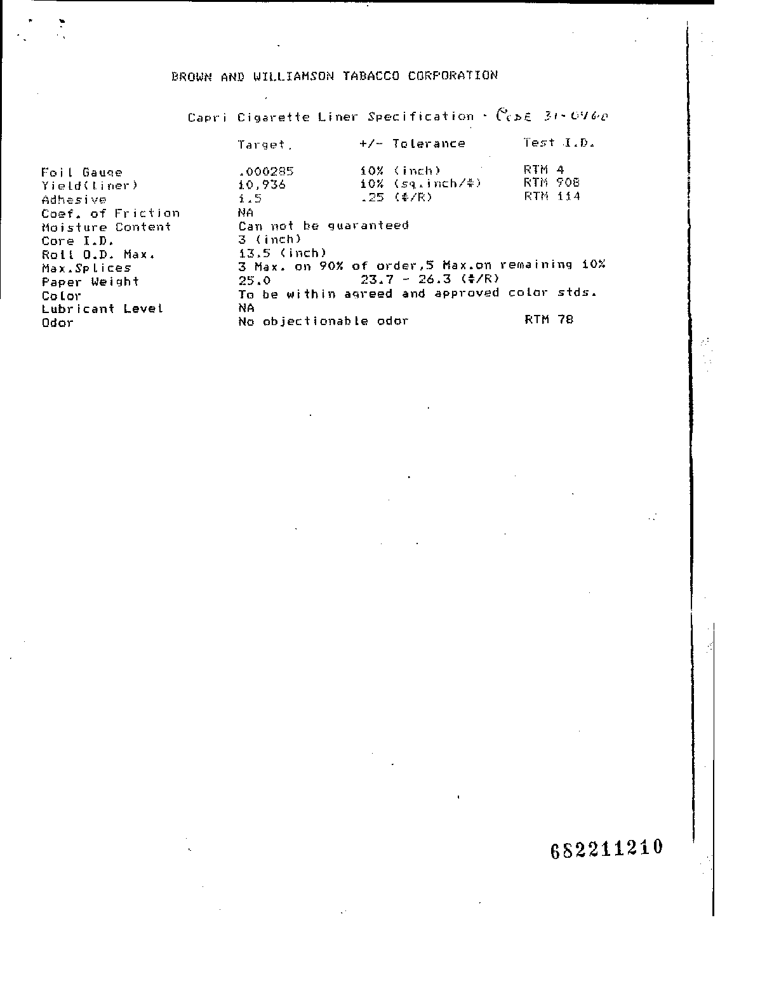 BROWN AND WILLIAMSON TABACCO CORPORATION
Capri Cigarette Liner Specification - CODE 31-0460
Target. +/- Tolerance Test I.D.
Foil Gauge .000285 10% (inch) RTM 4
Yield(liner) 10,936 10% (sq.inch/#) RTM 908
Adhesive 1.5 .25 (#/R) RTM 114
Coef. of Friction NA
Moisture Content Can not be guaranteed
Core I.D. 3 (inch)
Roll O.D. Max. 13.5 (inch)
Max.Splices 3 Max. on 90% of order,5 Max.on remaining 10%
Paper Weight 25.0 23.7 - 26.3 (#/R)
Color To be within agreed and approved color stds.
Lubricant Level NA
Odor No objectionable odor RTM 78
682211210